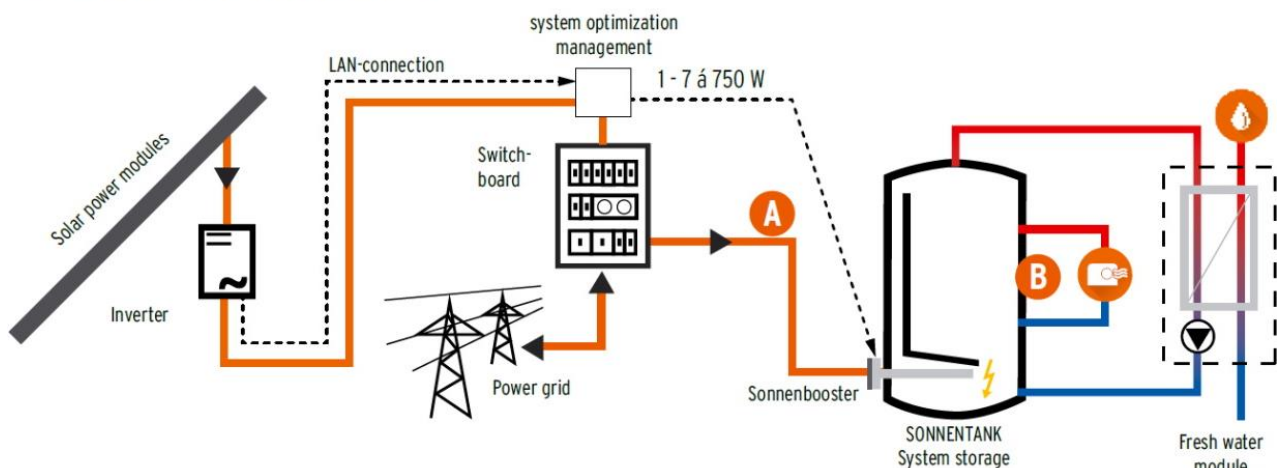 system optimization
management
LAN-connection
1 - 7 á 750 W
Solar power modules
Switch-
board
A
B
Inverter
Power grid
Sonnenbooster
SONNENTANK
System storage
Fresh water
module